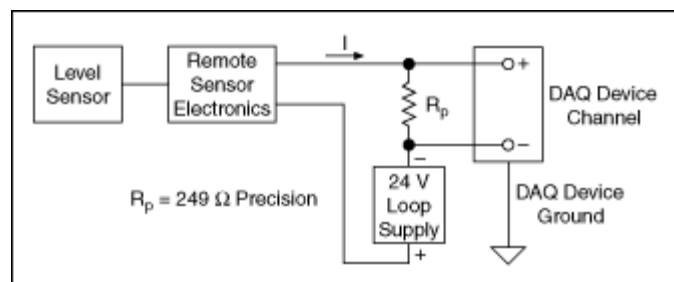 Level
Sensor
Remote
Sensor
Electronics
I
Rp
+
−
DAQ Device
Channel
−
24 V
Loop
Supply
+
DAQ Device
Ground
Rp = 249 Ω Precision